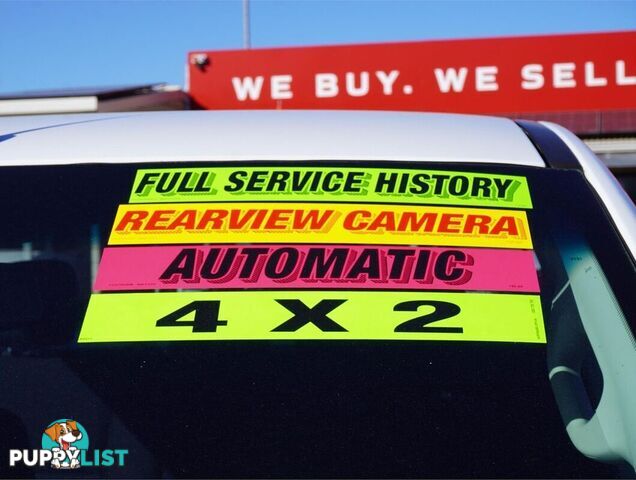 WE BUY. WE SELL
FULL SERVICE HISTORY
REARVIEW CAMERA
AUTOMATIC
4 X 2
PUPPYLIST